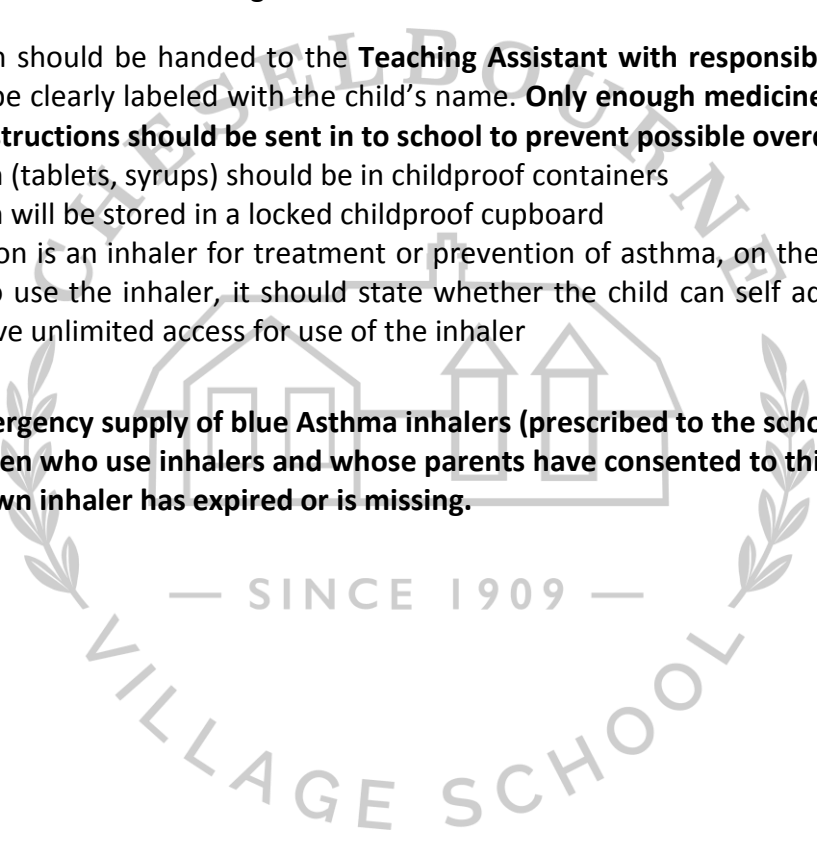 n should be handed to the Teaching Assistant with responsib
be clearly labeled with the child's name. Only enough medicine
structions should be sent in to school to prevent possible over
n (tablets, syrups) should be in childproof containers
n will be stored in a locked childproof cupboard
on is an inhaler for treatment or prevention of asthma, on the
o use the inhaler, it should state whether the child can self ad
ve unlimited access for use of the inhaler
ergency supply of blue Asthma inhalers (prescribed to the scho
en who use inhalers and whose parents have consented to thi
wn inhaler has expired or is missing.
CHESELBOURNE
— SINCE 1909 —
VILLAGE SCHOOL